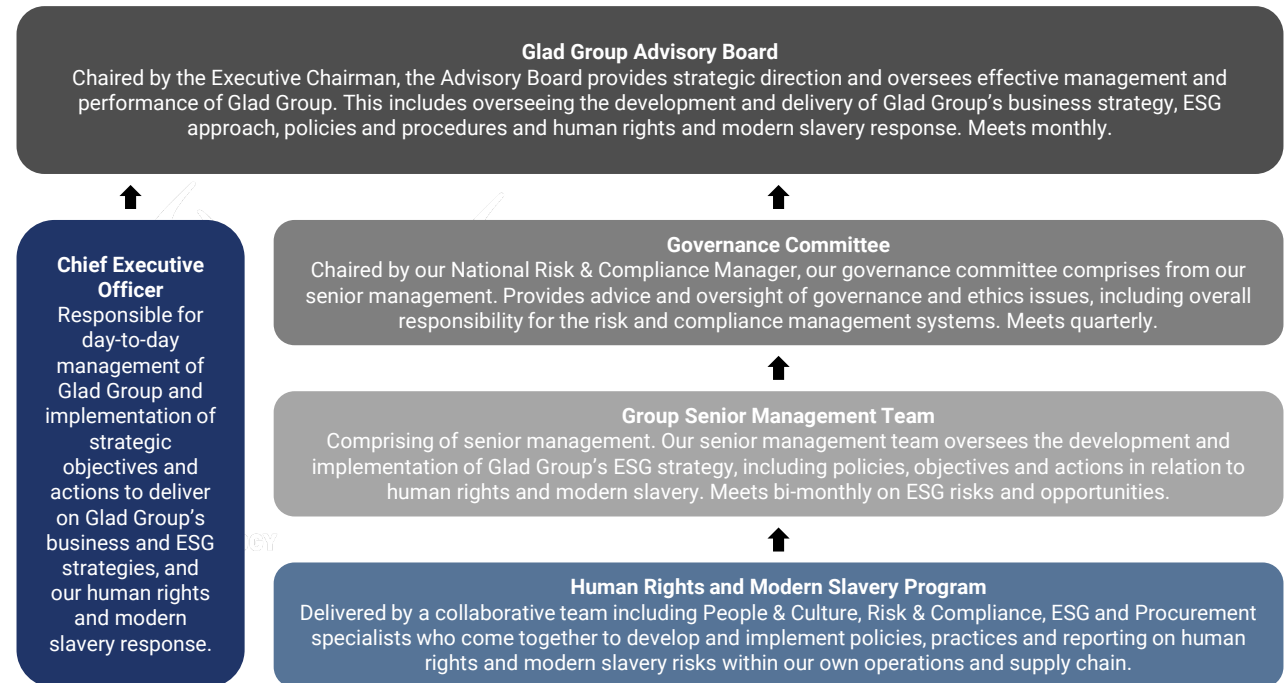 Glad Group Advisory Board
Chaired by the Executive Chairman, the Advisory Board provides strategic direction and oversees effective management and
performance of Glad Group. This includes overseeing the development and delivery of Glad Group's business strategy, ESG
approach, policies and procedures and human rights and modern slavery response. Meets monthly.
Chief Executive
Officer
Responsible for
day-to-day
management of
Glad Group and
implementation of
strategic
objectives and
actions to deliver
on Glad Group's
business and ESG
strategies, and
our human rights
and modern
slavery response.
Governance Committee
Chaired by our National Risk & Compliance Manager, our governance committee comprises from our
senior management. Provides advice and oversight of governance and ethics issues, including overall
responsibility for the risk and compliance management systems. Meets quarterly.
Group Senior Management Team
Comprising of senior management. Our senior management team oversees the development and
implementation of Glad Group's ESG strategy, including policies, objectives and actions in relation to
human rights and modern slavery. Meets bi-monthly on ESG risks and opportunities.
Human Rights and Modern Slavery Program
Delivered by a collaborative team including People & Culture, Risk & Compliance, ESG and Procurement
specialists who come together to develop and implement policies, practices and reporting on human
rights and modern slavery risks within our own operations and supply chain.